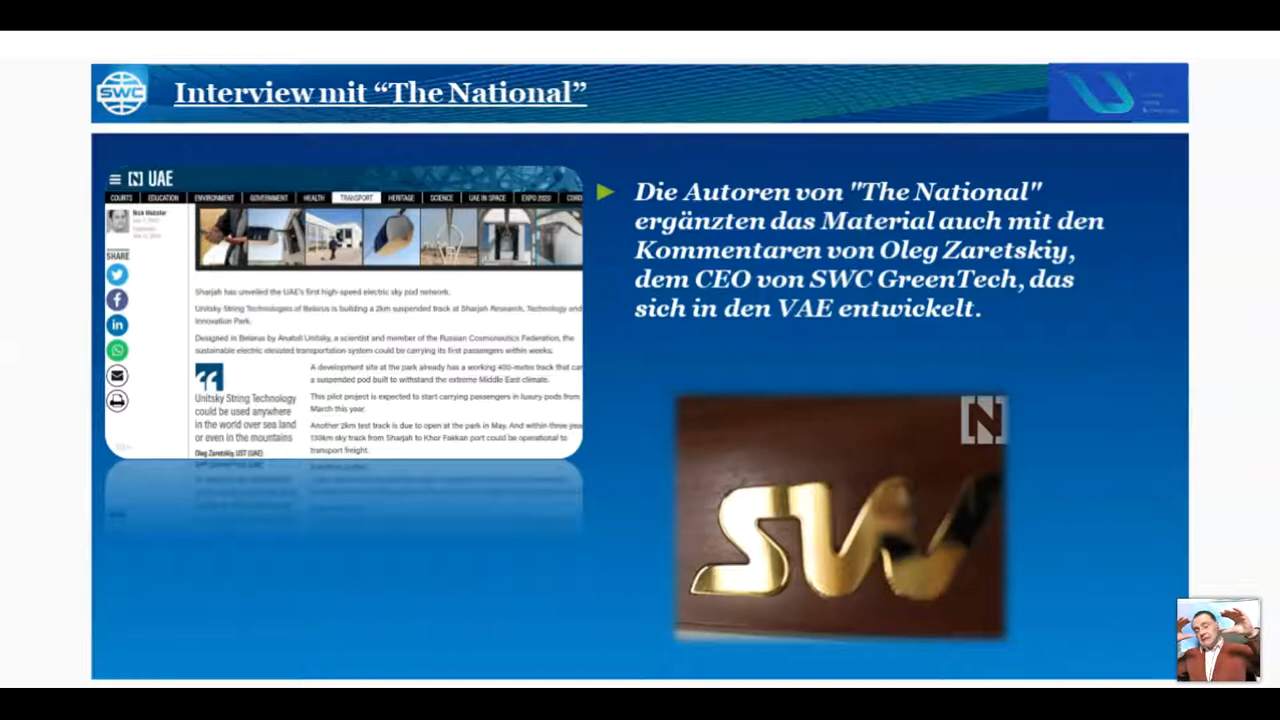 SWC
Interview mit “The National”
UAE
COURTS EDUCATION ENVIRONMENT GOVERNMENT HEALTH TRANSPORT HERITAGE SCIENCE UAE IN SPACE EXPO 2020
Nick Webster
SHARE
Sharjah has unveiled the UAE's first high-speed electric sky pod network.
Unitsky String Technologies of Belarus is building a 2km suspended track at Sharjah Research, Technology and
Innovation Park.
Designed in Belarus by Anatoli Unitsky, a scientist and member of the Russian Cosmonautics Federation, the
sustainable electric elevated transportation system could be carrying its first passengers within weeks.
A development site at the park already has a working 400-metre track that can
a suspended pod built to withstand the extreme Middle East climate.
This pilot project is expected to start carrying passengers in luxury pods from
March this year.
Another 2km test track is due to open at the park in May. And within three year
130km sky track from Sharjah to Khor Fakkan port could be operational to
transport freight.
Unitsky String Technology
could be used anywhere
in the world over sea land
or even in the mountains
Oleg Zaretskiy, UST (UAE)
Die Autoren von "The National"
ergänzten das Material auch mit den
Kommentaren von Oleg Zaretskiy,
dem CEO von SWC GreenTech, das
sich in den VAE entwickelt.
N
SW